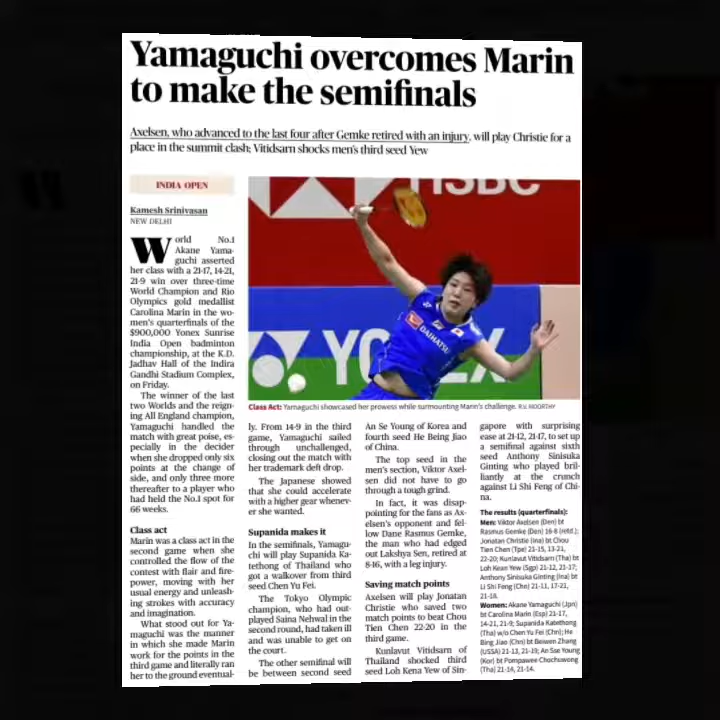 Yamaguchi overcomes Marin
to make the semifinals
Axelsen, who advanced to the last four after Gemke retired with an injury, will play Christie for a
place in the summit clash; Vitidsarn shocks men's third seed Yew
INDIA OPEN
Kamesh Srinivasan
NEW DELHI
World No.1
Akane Yama-
guchi asserted
her class with a 21-17, 14-21,
21-9 win over three-time
World Champion and Rio
Olympics gold medallist
Carolina Marin in the wo-
men's quarterfinals of the
$900,000 Yonex Sunrise
India Open badminton
championship, at the K.D.
Jadhav Hall of the Indira
Gandhi Stadium Complex,
on Friday.
The winner of the last
two Worlds and the reign-
ing All England champion,
Yamaguchi handled the
match with great poise, es-
pecially in the decider
when she dropped only six
points at the change of
side, and only three more
thereafter to a player who
had held the No.1 spot for
66 weeks.
Class act
Marin was a class act in the
second game when she
controlled the flow of the
contest with flair and fire-
power, moving with her
usual energy and unleash-
ing strokes with accuracy
and imagination.
What stood out for Ya-
maguchi was the manner
in which she made Marin
work for the points in the
third game and literally ran
her to the ground eventual-
HSBC
YONEX
DAIHATSU
Class Act: Yamaguchi showcased her prowess while surmounting Marin's challenge. R.V. MOORTHY
ly. From 14-9 in the third
game, Yamaguchi sailed
through unchallenged,
closing out the match with
her trademark deft drop.
The Japanese showed
that she could accelerate
with a higher gear whenev-
er she wanted.
Supanida makes it
In the semifinals, Yamagu-
chi will play Supanida Ka-
tethong of Thailand who
got a walkover from third
seed Chen Yu Fei.
The Tokyo Olympic
champion, who had out-
played Saina Nehwal in the
second round, had taken ill
and was unable to get on
the court.
The other semifinal will
be between second seed
An Se Young of Korea and
fourth seed He Being Jiao
of China.
The top seed in the
men's section, Viktor Axel-
sen did not have to go
through a tough grind.
In fact, it was disap-
pointing for the fans as Ax-
elsen's opponent and fel-
low Dane Rasmus Gemke,
the man who had edged
out Lakshya Sen, retired at
8-16, with a leg injury.
Saving match points
Axelsen will play Jonatan
Christie who saved two
match points to beat Chou
Tien Chen 22-20 in the
third game.
Kunlavut Vitidsarn of
Thailand shocked third
seed Loh Kena Yew of Sin-
gapore with surprising
ease at 21-12, 21-17, to set up
a semifinal against sixth
seed Anthony Sinisuka
Ginting who played bril-
liantly at the crunch
against Li Shi Feng of Chi-
na.
The results (quarterfinals):
Men: Viktor Axelsen (Den) bt
Rasmus Gemke (Den) 16-8 (retd.);
Jonatan Christie (Ina) bt Chou
Tien Chen (Tpe) 21-15, 13-21,
22-20; Kunlavut Vitidsarn (Tha) bt
Loh Kean Yew (Sgp) 21-12, 21-17;
Anthony Sinisuka Ginting (Ina) bt
Li Shi Feng (Chn) 21-11, 17-21,
21-18.
Women: Akane Yamaguchi (Jpn)
bt Carolina Marin (Esp) 21-17,
14-21, 21-9; Supanida Katethong
(Tha) w/o Chen Yu Fei (Chn); He
Bing Jiao (Chn) bt Beiwen Zhang
(USSA) 21-13, 21-19; An Sse Young
(Kor) bt Pornpawee Chochuwong
(Tha) 21-14, 21-14.